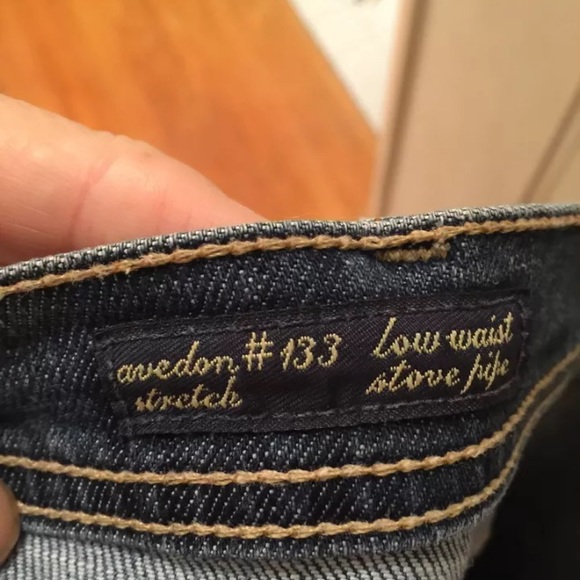 avedon # 133 Low waist
stretch stove pipe